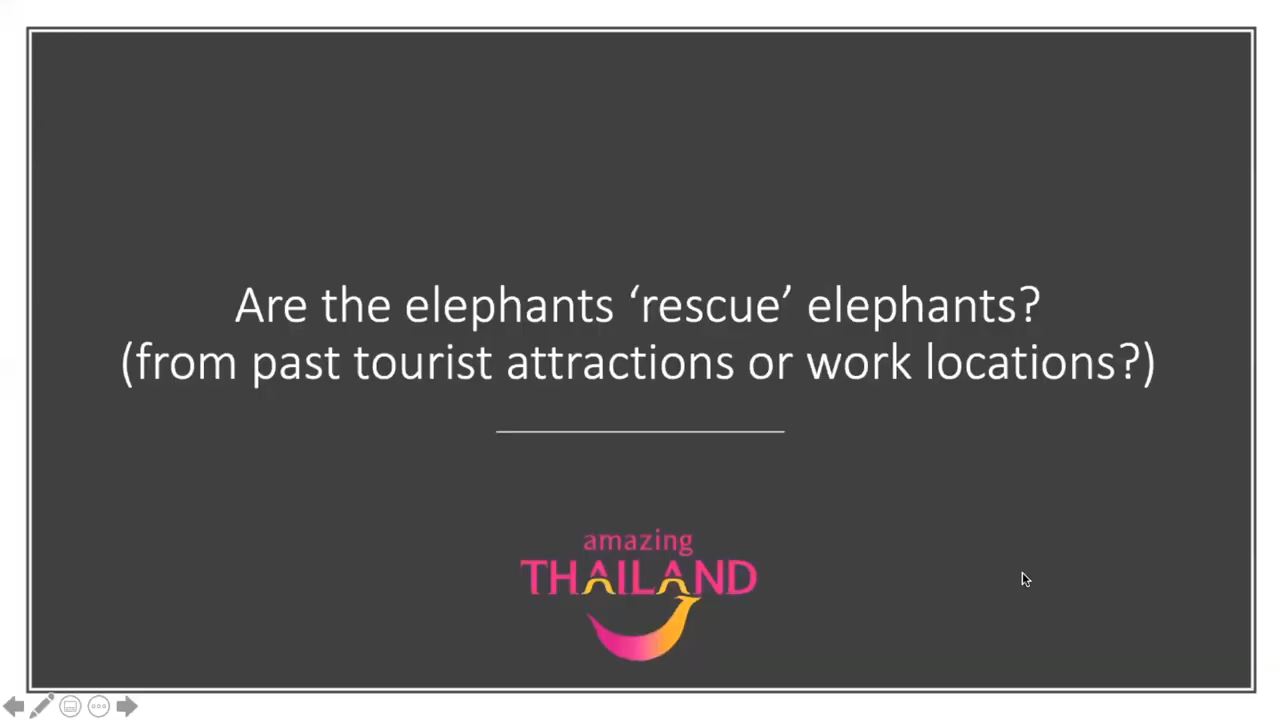 Are the elephants ‘rescue’ elephants?
(from past tourist attractions or work locations?)
amazing
THAILAND